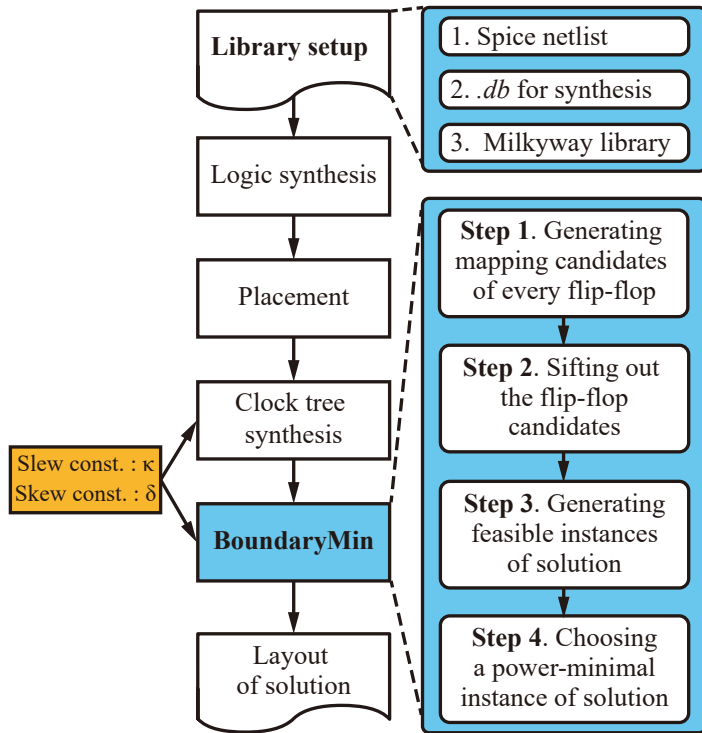 Library setup
1. Spice netlist
2. .db for synthesis
3. Milkyway library
Logic synthesis
Placement
Clock tree
synthesis
Slew const. : κ
Skew const. : δ
BoundaryMin
Layout
of solution
Step 1. Generating
mapping candidates
of every flip-flop
Step 2. Sifting out
the flip-flop
candidates
Step 3. Generating
feasible instances
of solution
Step 4. Choosing
a power-minimal
instance of solution